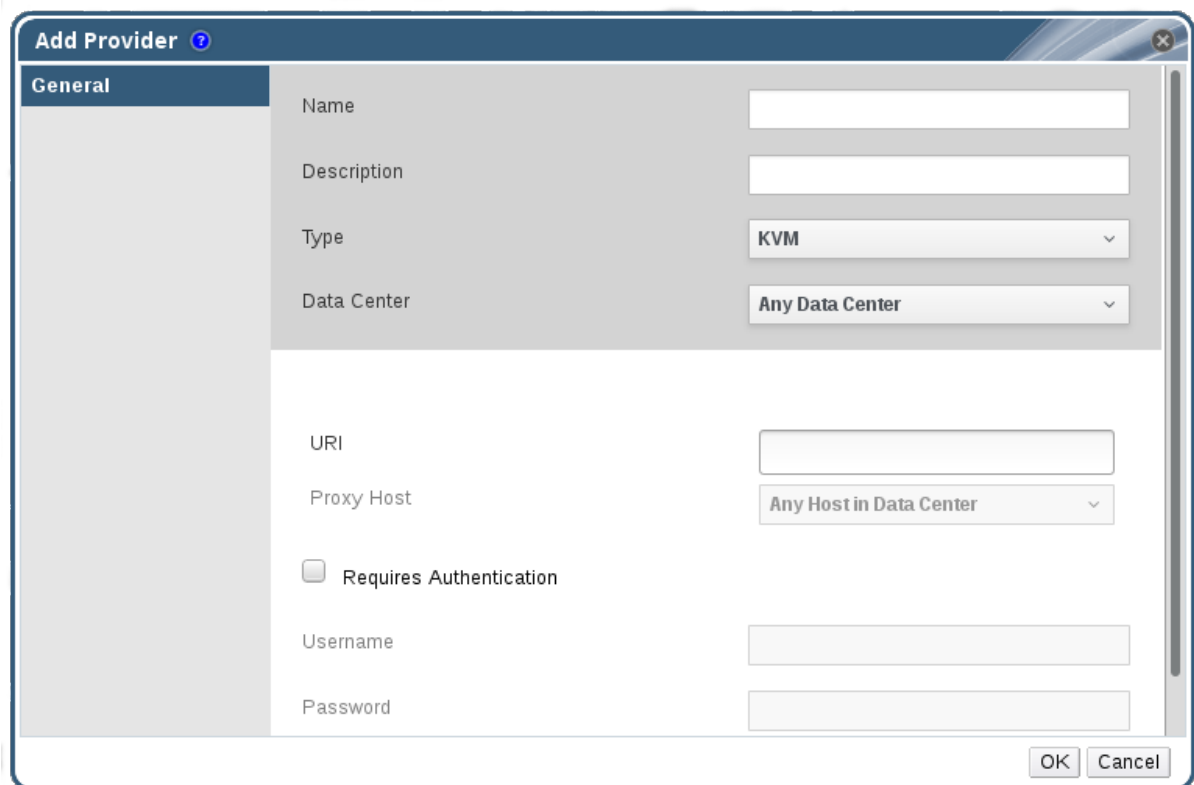 Add Provider ?
General
Name
Description
Type KVM
Data Center Any Data Center
URI
Proxy Host Any Host in Data Center
Requires Authentication
Username
Password
OK Cancel